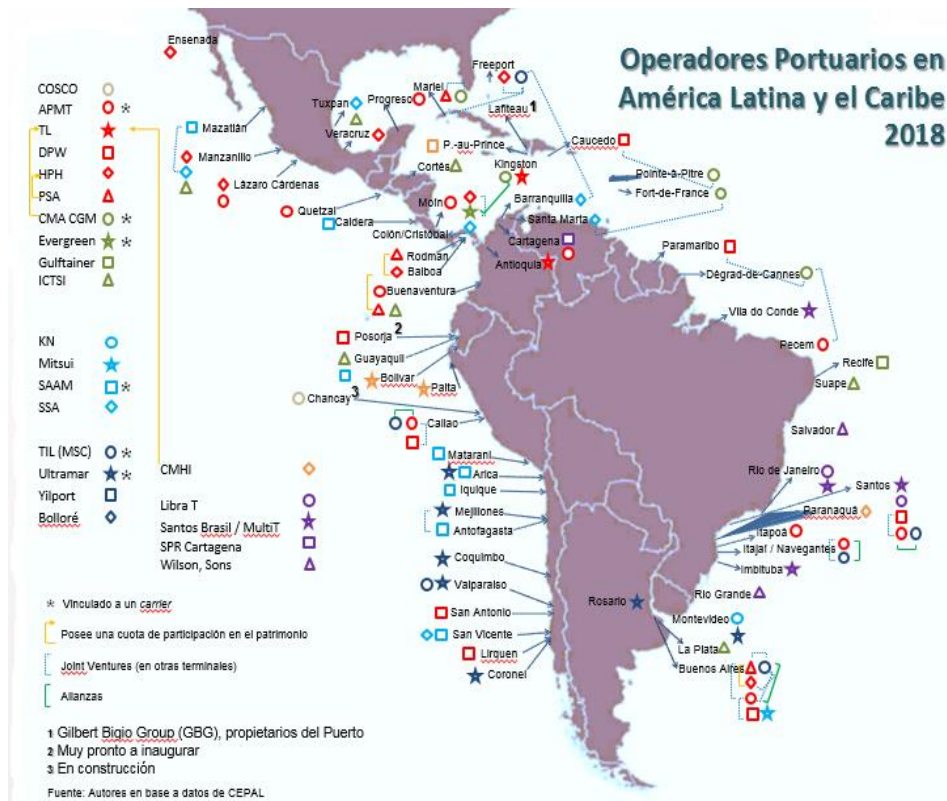 Operadores Portuarios en
América Latina y el Caribe
2018
COSCO
APMT *
TL
DPW
HPH
PSA
CMA CGM *
Evergreen *
Gulftainer
ICTSI
KN
Mitsui
SAAM *
SSA
TIL (MSC) *
Ultramar *
Yilport
Bolloré
CMHI
Libra T
Santos Brasil / MultiT
SPR Cartagena
Wilson, Sons
* Vinculado a un carrier
Posee una cuota de participación en el patrimonio
Joint Ventures (en otras terminales)
Alianzas
1 Gilbert Bigio Group (GBG), propietarios del Puerto
2 Muy pronto a inaugurar
3 En construcción
Fuente: Autores en base a datos de CEPAL
Ensenada
Mazatlán
Manzanillo
Lázaro Cárdenas
Quetzal
Caldera
Tuxpan
Veracruz
Progreso
Mariel
Freeport
Lafiteau 1
P.-au-Prince
Cortés
Kingston
Caucedo
Pointe-à-Pitre
Fort-de-France
Moín
Barranquilla
Santa Marta
Colón/Cristóbal
Cartagena
Rodman
Balboa
Antioquia
Buenaventura
Paramaribo
Dégrad-de-Cannes
Vila do Conde
Pecem
Recife
Suape
Salvador
Posorja 2
Guayaquil
Bolivar
Paita
Chancay 3
Callao
Matarani
Arica
Iquique
Mejillones
Antofagasta
Coquimbo
Valparaiso
San Antonio
San Vicente
Lirquen
Coronel
Rio de Janeiro
Santos
Paranaguá
Itapoá
Itajaí / Navegantes
Imbituba
Rio Grande
Rosario
Montevideo
La Plata
Buenos Aires